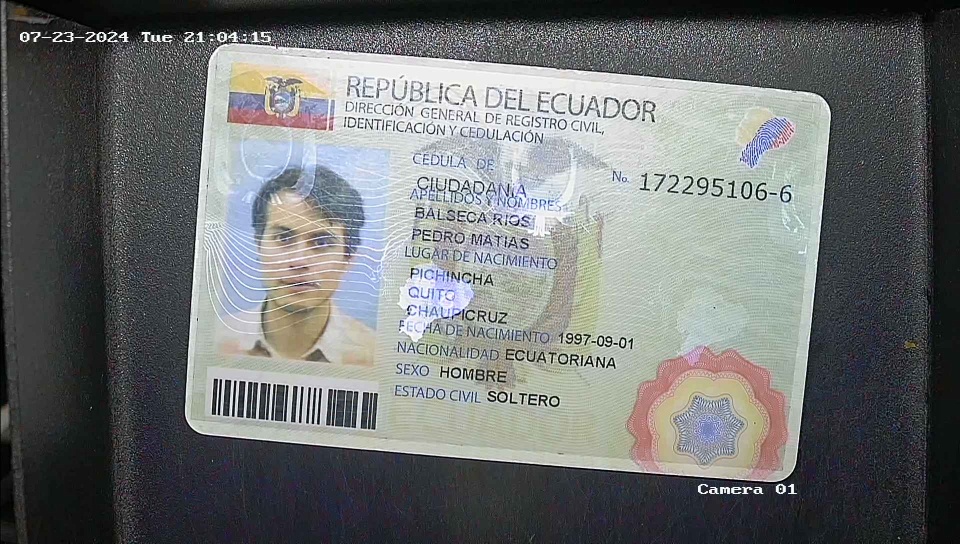 07-23-2024 Tue 21:04:15
REPÚBLICA DEL ECUADOR
DIRECCIÓN GENERAL DE REGISTRO CIVIL,
IDENTIFICACIÓN Y CEDULACIÓN
CEDULA DE
CIUDADANIA
No. 172295106-6
APELLIDOS Y NOMBRES
BALSECA RIOS
PEDRO MATIAS
LUGAR DE NACIMIENTO
PICHINCHA
QUITO
CHAUPICRUZ
FECHA DE NACIMIENTO 1997-09-01
NACIONALIDAD ECUATORIANA
SEXO HOMBRE
ESTADO CIVIL SOLTERO
Camera 01